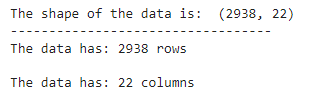 The shape of the data is:  (2938, 22)
----------------------------------
The data has: 2938 rows
The data has: 22 columns